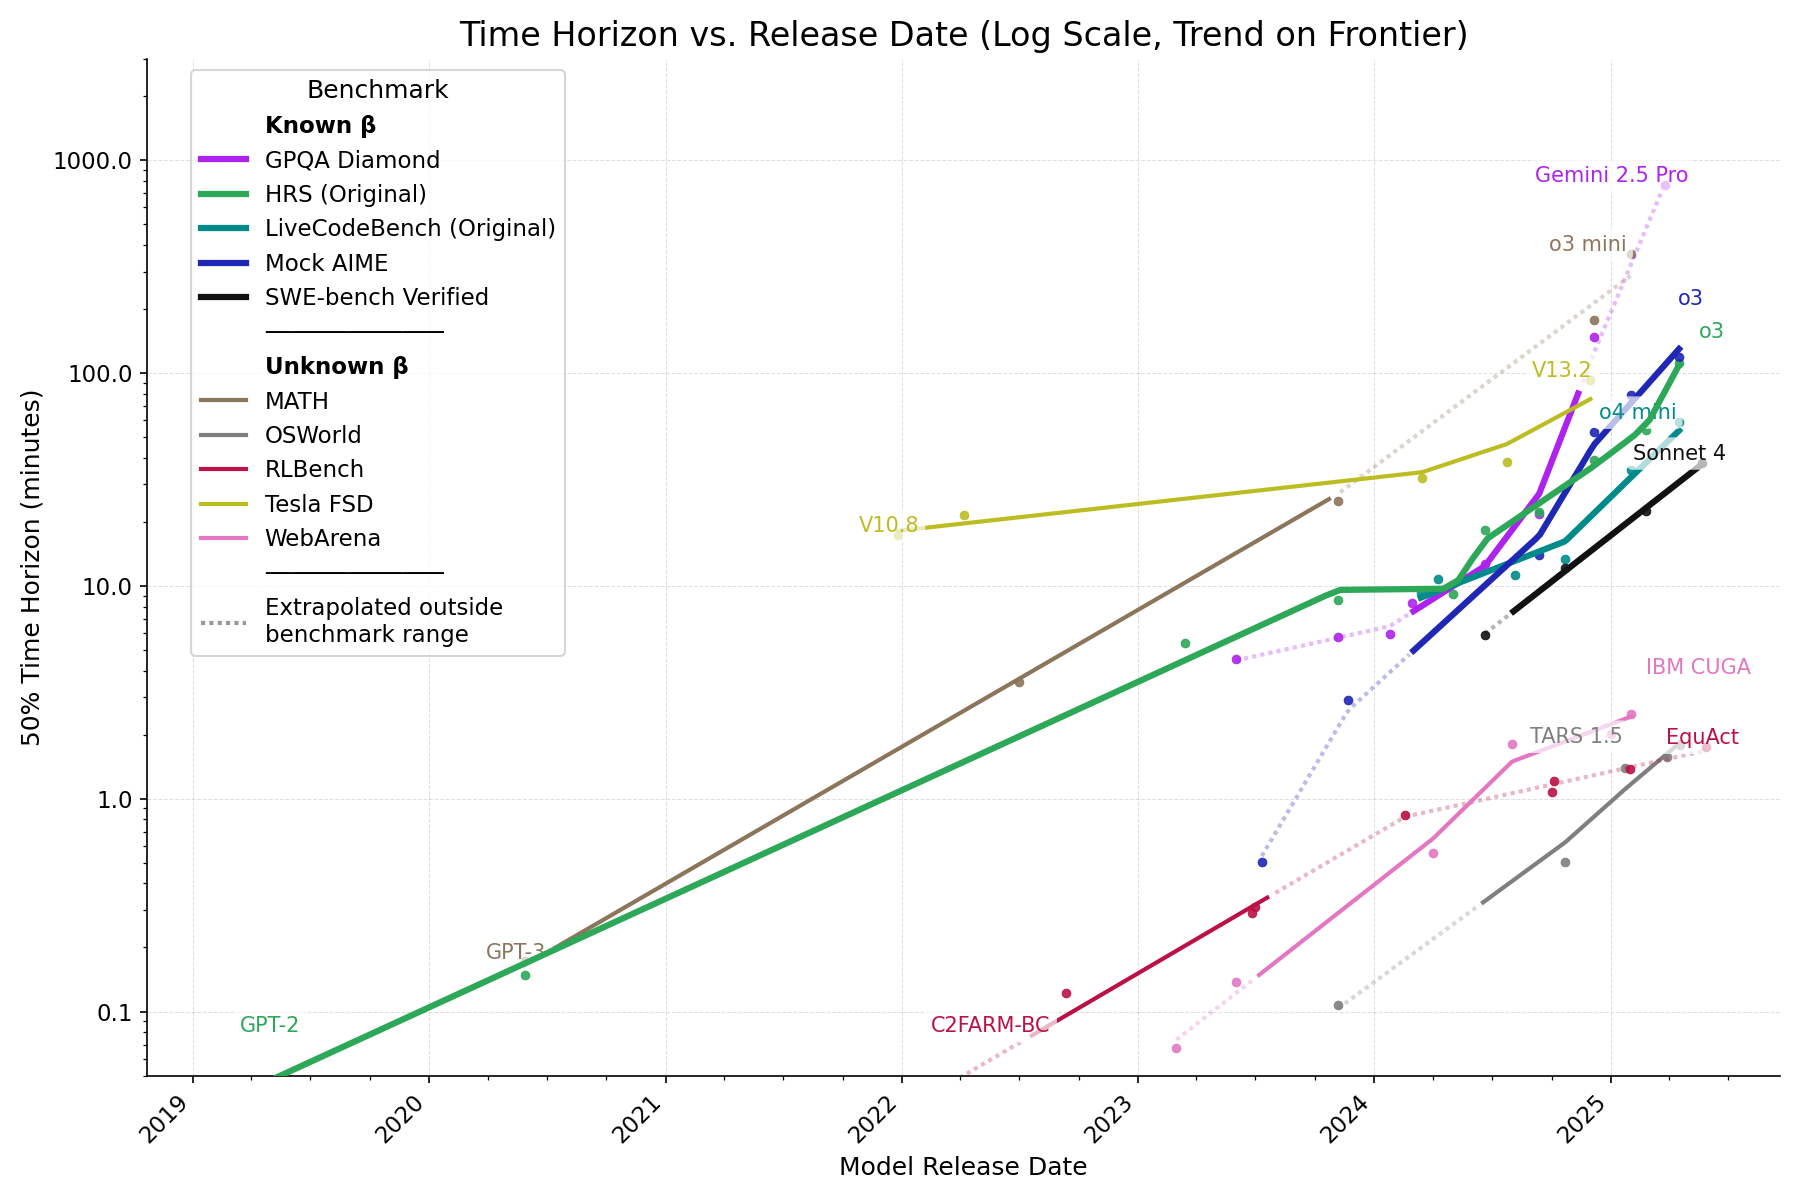 Time Horizon vs. Release Date (Log Scale, Trend on Frontier)
Benchmark
Known β
GPQA Diamond
HRS (Original)
LiveCodeBench (Original)
Mock AIME
SWE-bench Verified
Unknown β
MATH
OSWorld
RLBench
Tesla FSD
WebArena
Extrapolated outside
benchmark range
50% Time Horizon (minutes)
1000.0
100.0
10.0
1.0
0.1
Gemini 2.5 Pro
o3 mini
o3
o3
V13.2
o4 mini
Sonnet 4
V10.8
IBM CUGA
TARS 1.5
EquAct
GPT-3
GPT-2
C2FARM-BC
2019
2020
2021
2022
2023
2024
2025
Model Release Date